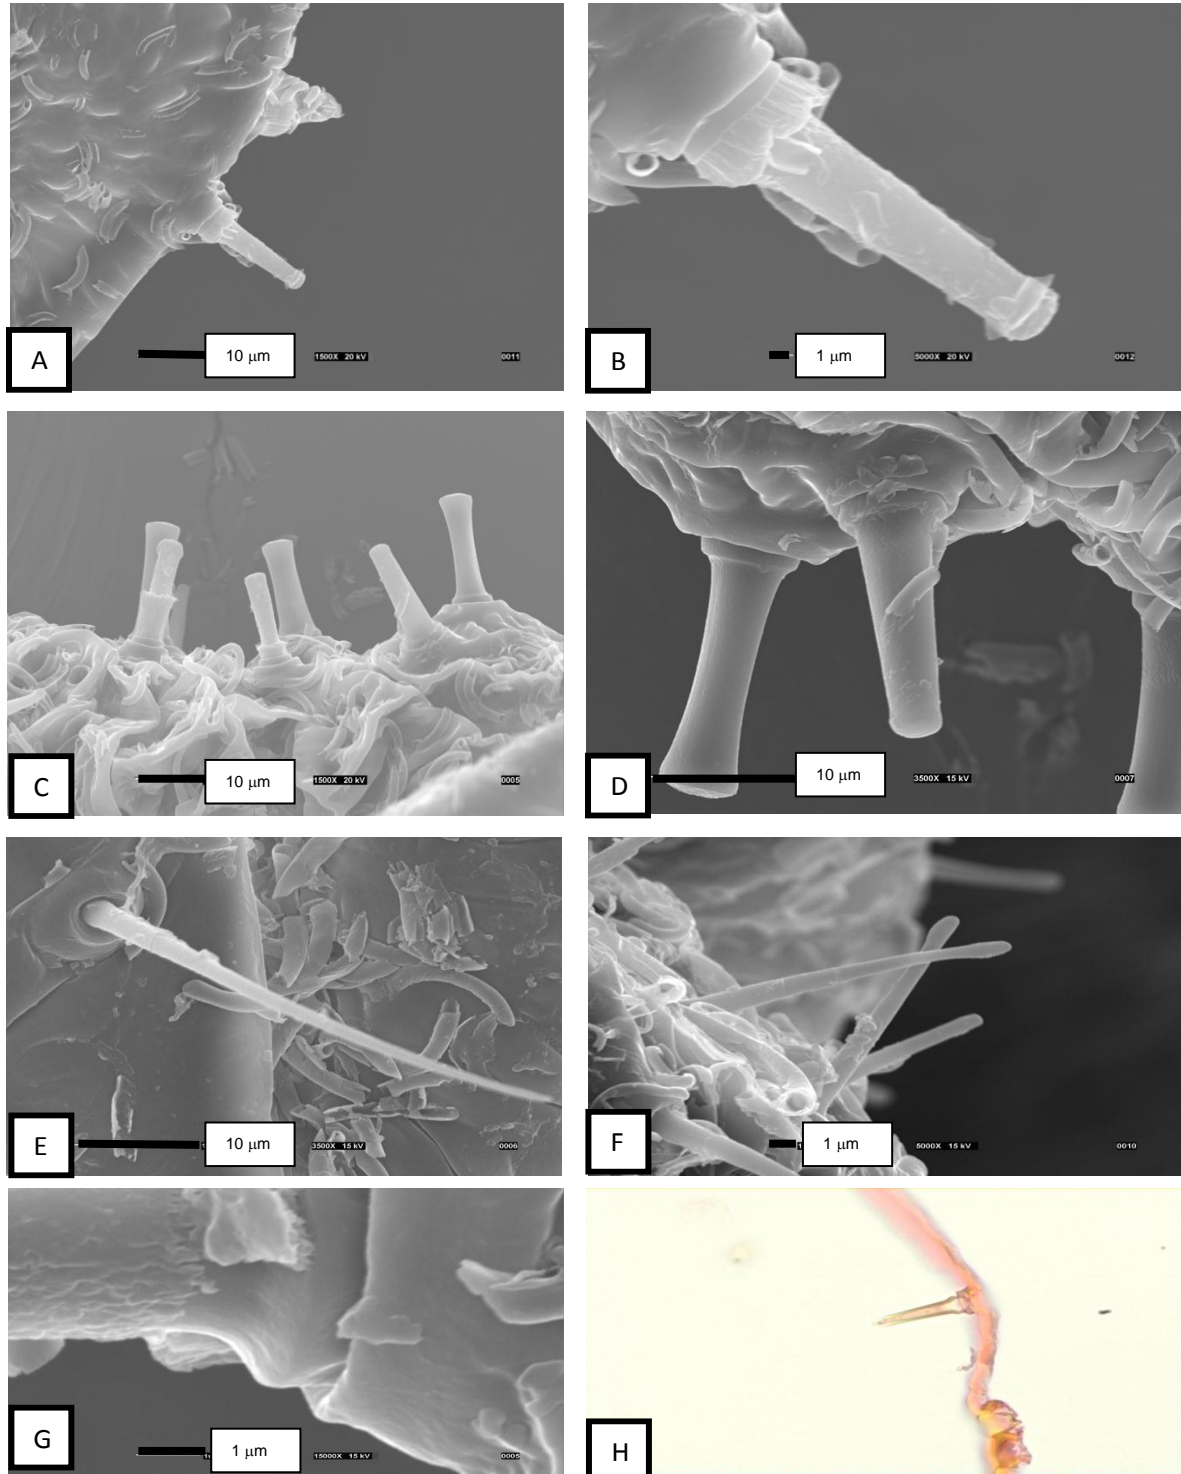 10 μm
1500X 20 kV
0011
A
1 μm
5000X 20 kV
0012
B
10 μm
1500X 20 kV
0005
C
10 μm
3500X 15 kV
0007
D
10 μm
3500X 15 kV
0006
E
1 μm
5000X 15 kV
0010
F
1 μm
15000X 15 kV
0005
G
H